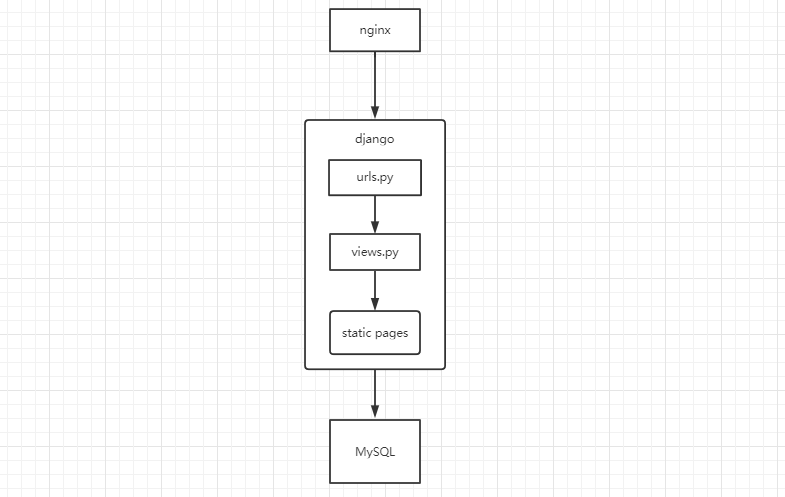 nginx
django
urls.py
views.py
static pages
MySQL